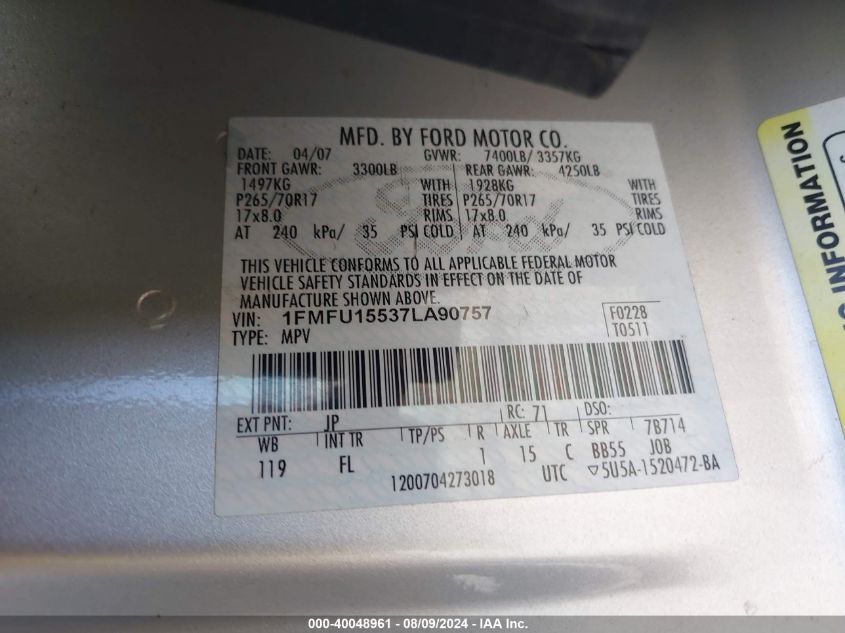 MFD. BY FORD MOTOR CO.
DATE: 04/07 GVWR: 7400LB/ 3357KG
FRONT GAWR: 3300LB REAR GAWR: 4250LB
1497KG WITH 1928KG WITH
P265/70R17 TIRES P265/70R17 TIRES
17x8.0 RIMS 17x8.0 RIMS
AT 240 kPa/ 35 PSI COLD AT 240 kPa/ 35 PSI COLD
Ford
THIS VEHICLE CONFORMS TO ALL APPLICABLE FEDERAL MOTOR
VEHICLE SAFETY STANDARDS IN EFFECT ON THE DATE OF
MANUFACTURE SHOWN ABOVE.
VIN: 1FMFU15537LA90757 F0228
TYPE: MPV T0511
EXT PNT: JP RC: 71 DSO:
WB INT TR TP/PS R AXLE TR SPR 7B714
119 FL 1 15 C BB55 JOB
1200704273018 UTC ▽5U5A-1520472-BA
INFORMATION
000-40048961 - 08/09/2024 - IAA Inc.